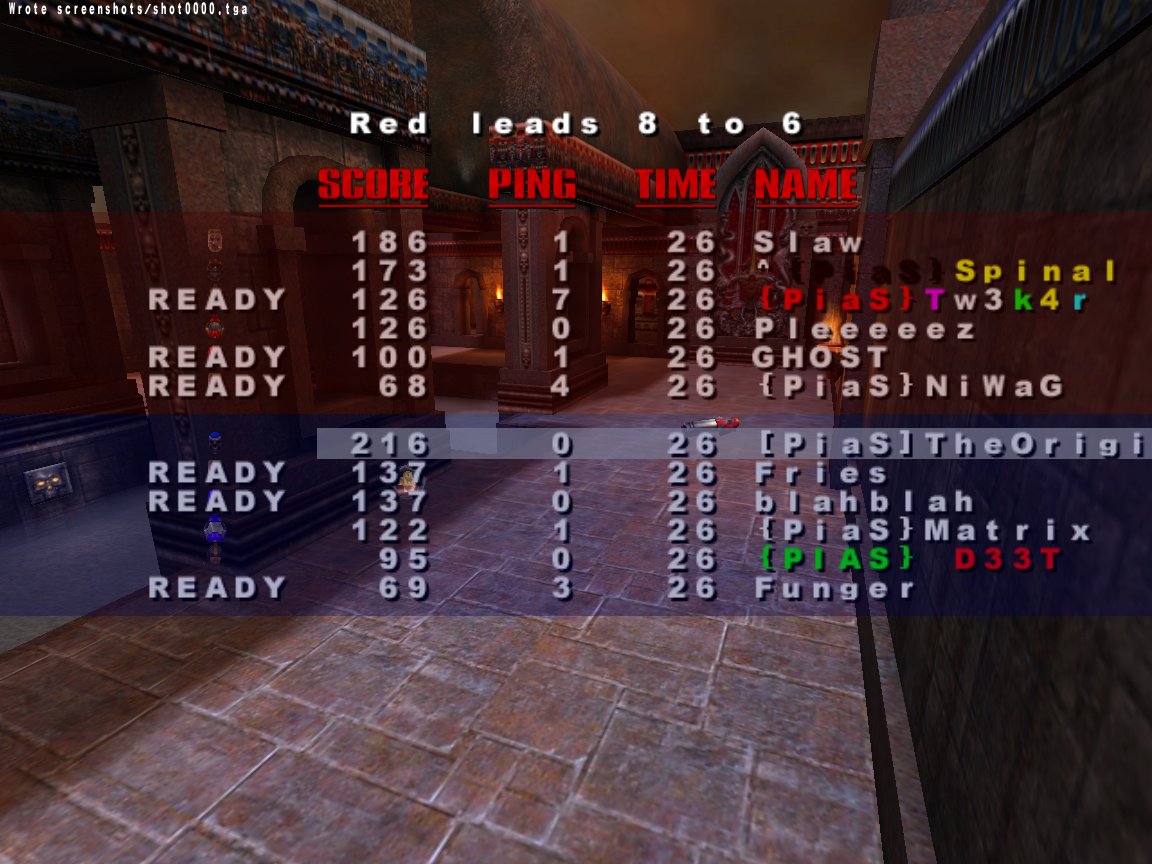 Wrote screenshots/shot0000.tga
Red leads 8 to 6
SCORE PING TIME NAME
186 1 26 Slaw
173 1 26 ^{PiaS} Spinal
READY 126 7 26 {PiaS}Tw3k4r
126 0 26 Pleeeeez
READY 100 1 26 GHOST
READY 68 4 26 {PiaS}NiWaG
216 0 26 [PiaS]TheOrigi
READY 137 1 26 Fries
READY 137 0 26 blahblah
122 1 26 {PiaS}Matrix
95 0 26 {PIAS} D33T
READY 69 3 26 Funger